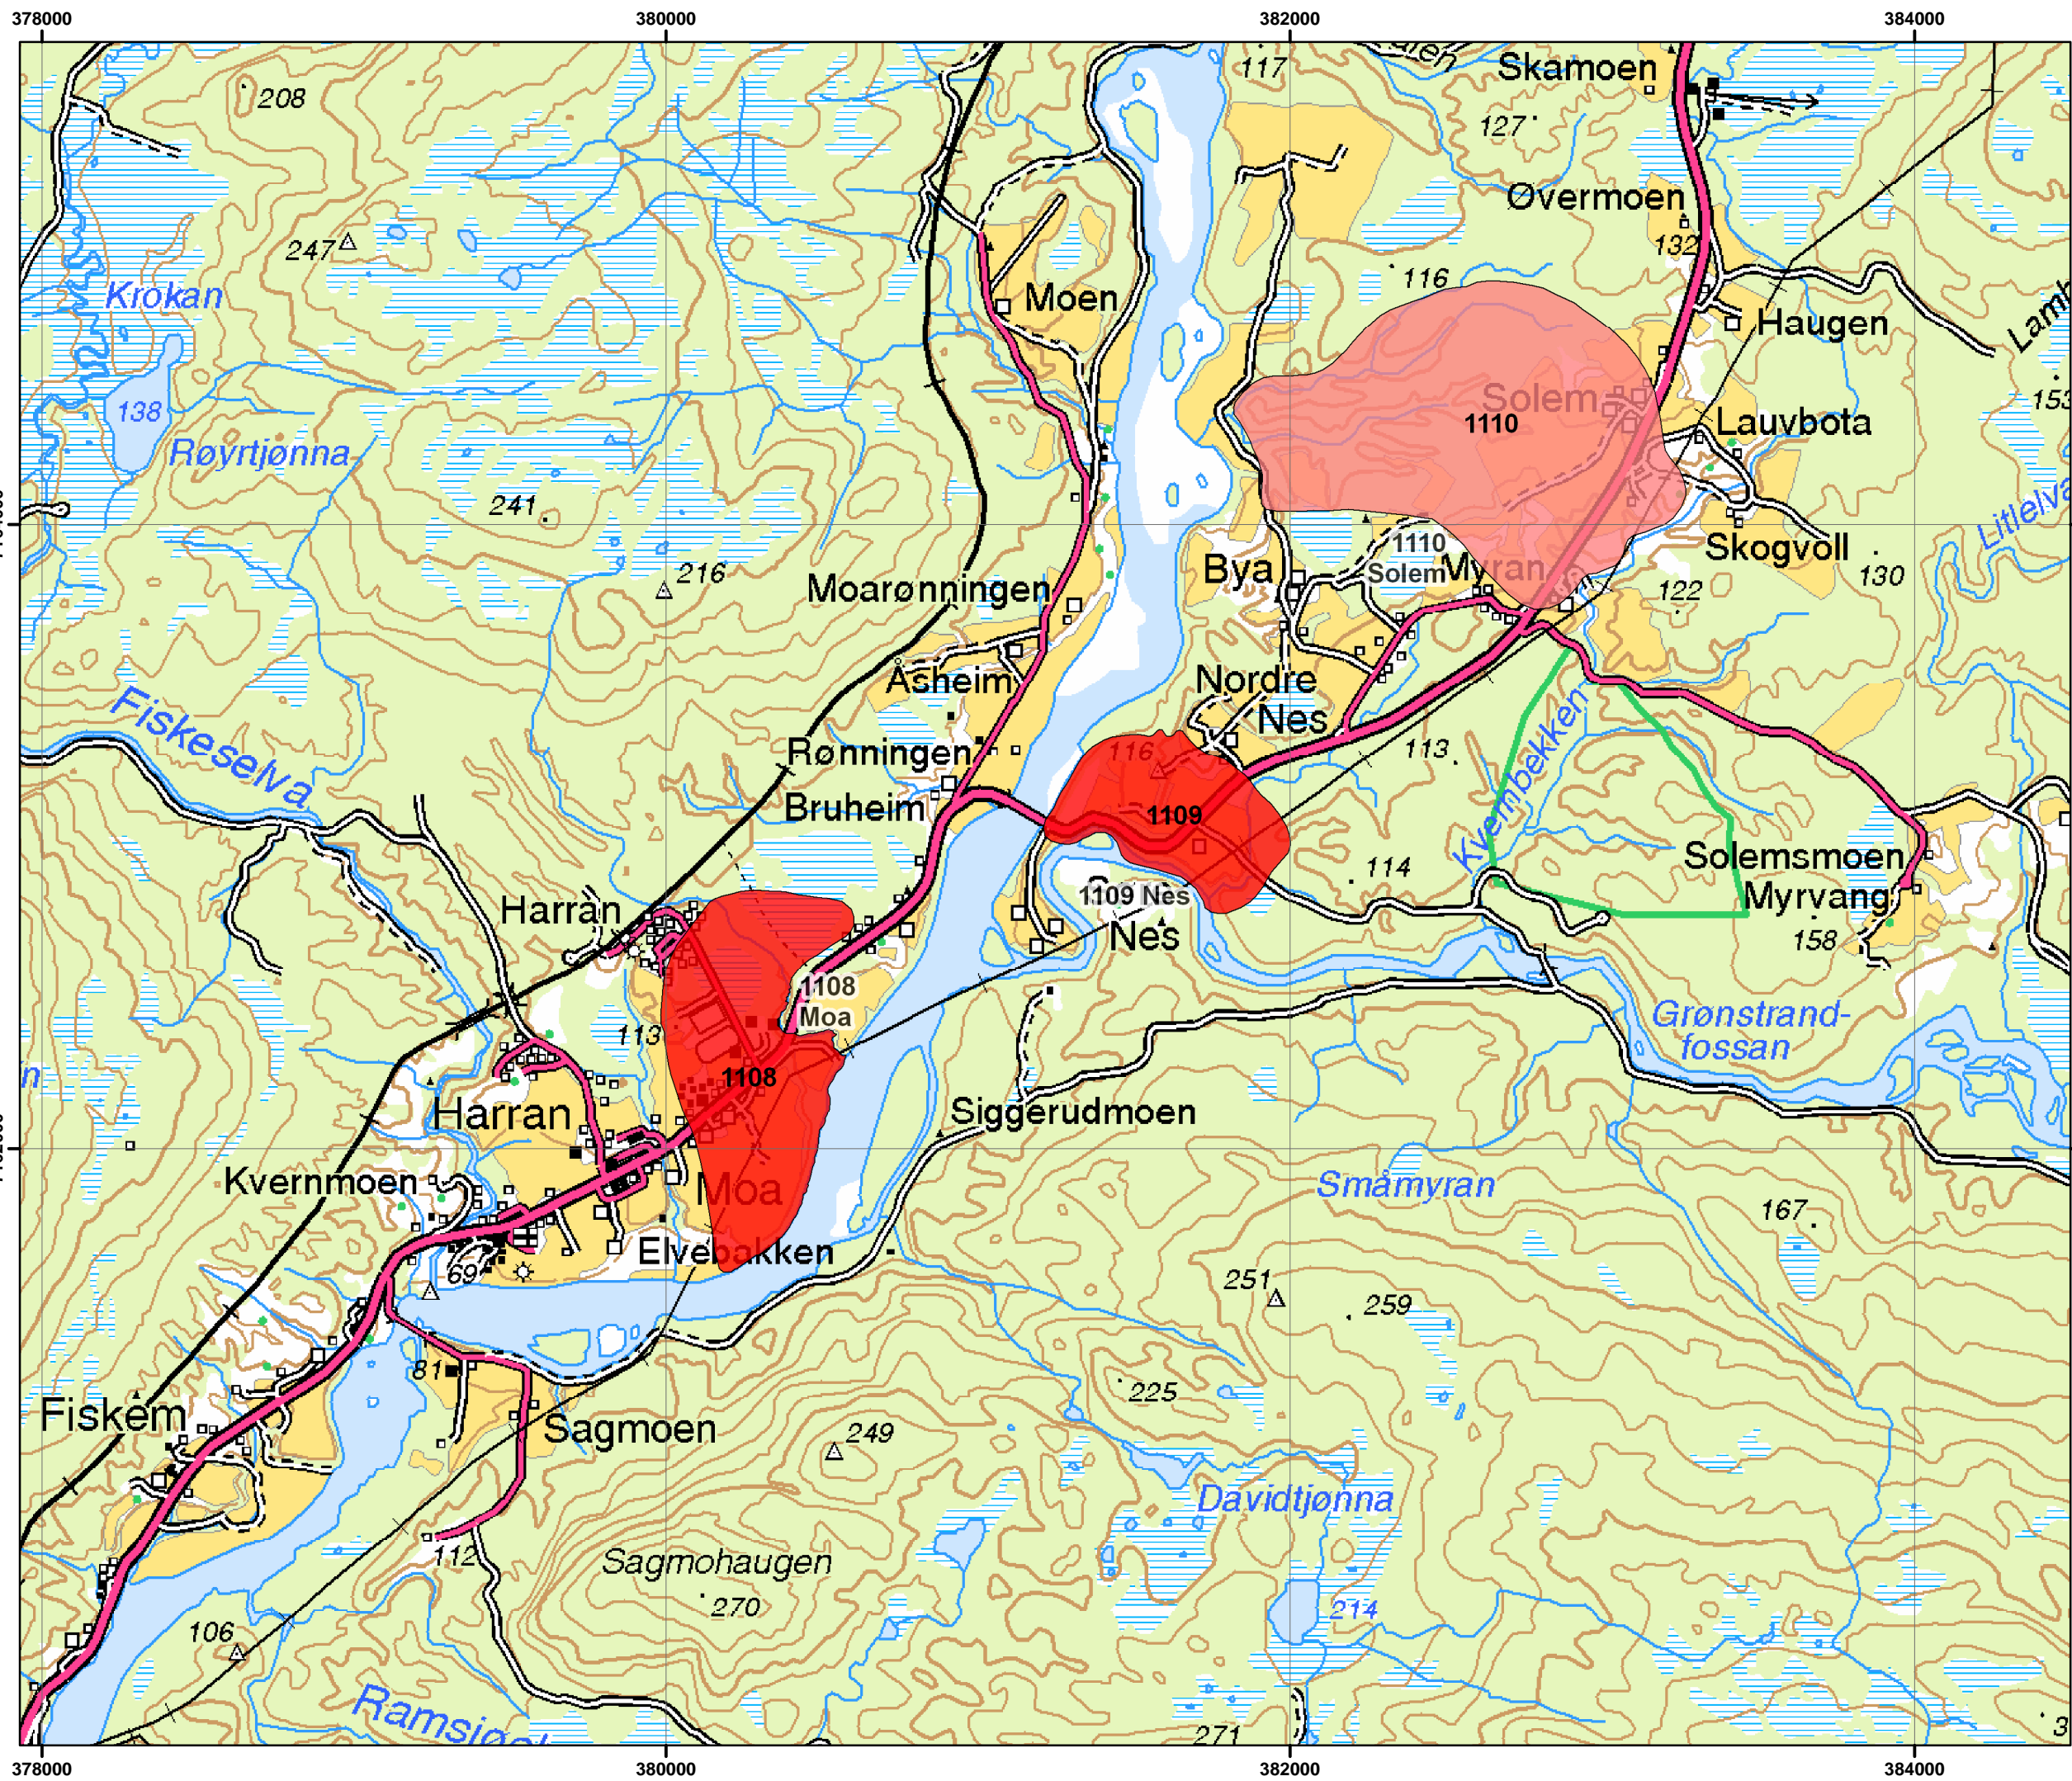 378000
380000
382000
384000
117
Skamoen
208
127
Øvermoen
132
247
116
Krokan
Moen
Haugen
138
Solem
153
1110
Lauvbota
Røyrtjønna
241
Litlelva
1110
Solem
Myran
Skogvoll
130
Bya
216
122
Moarønningen
Åsheim
Nordre
Nes
Fiskeselva
Rønningen
116
113
Kvernbekken
Bruheim
1109
Solemsmoen
114
1109 Nes
Myrvang
Harran
Nes
158
1108
Moa
Grønstrand-
fossan
113
1108
Harran
Siggerudmoen
Kvernmoen
Moa
Småmyran
167
Elvebakken
69
251
259
81
225
Fiskem
Sagmoen
249
Davidtjønna
112
Sagmohaugen
270
214
106
271
378000
380000
382000
384000